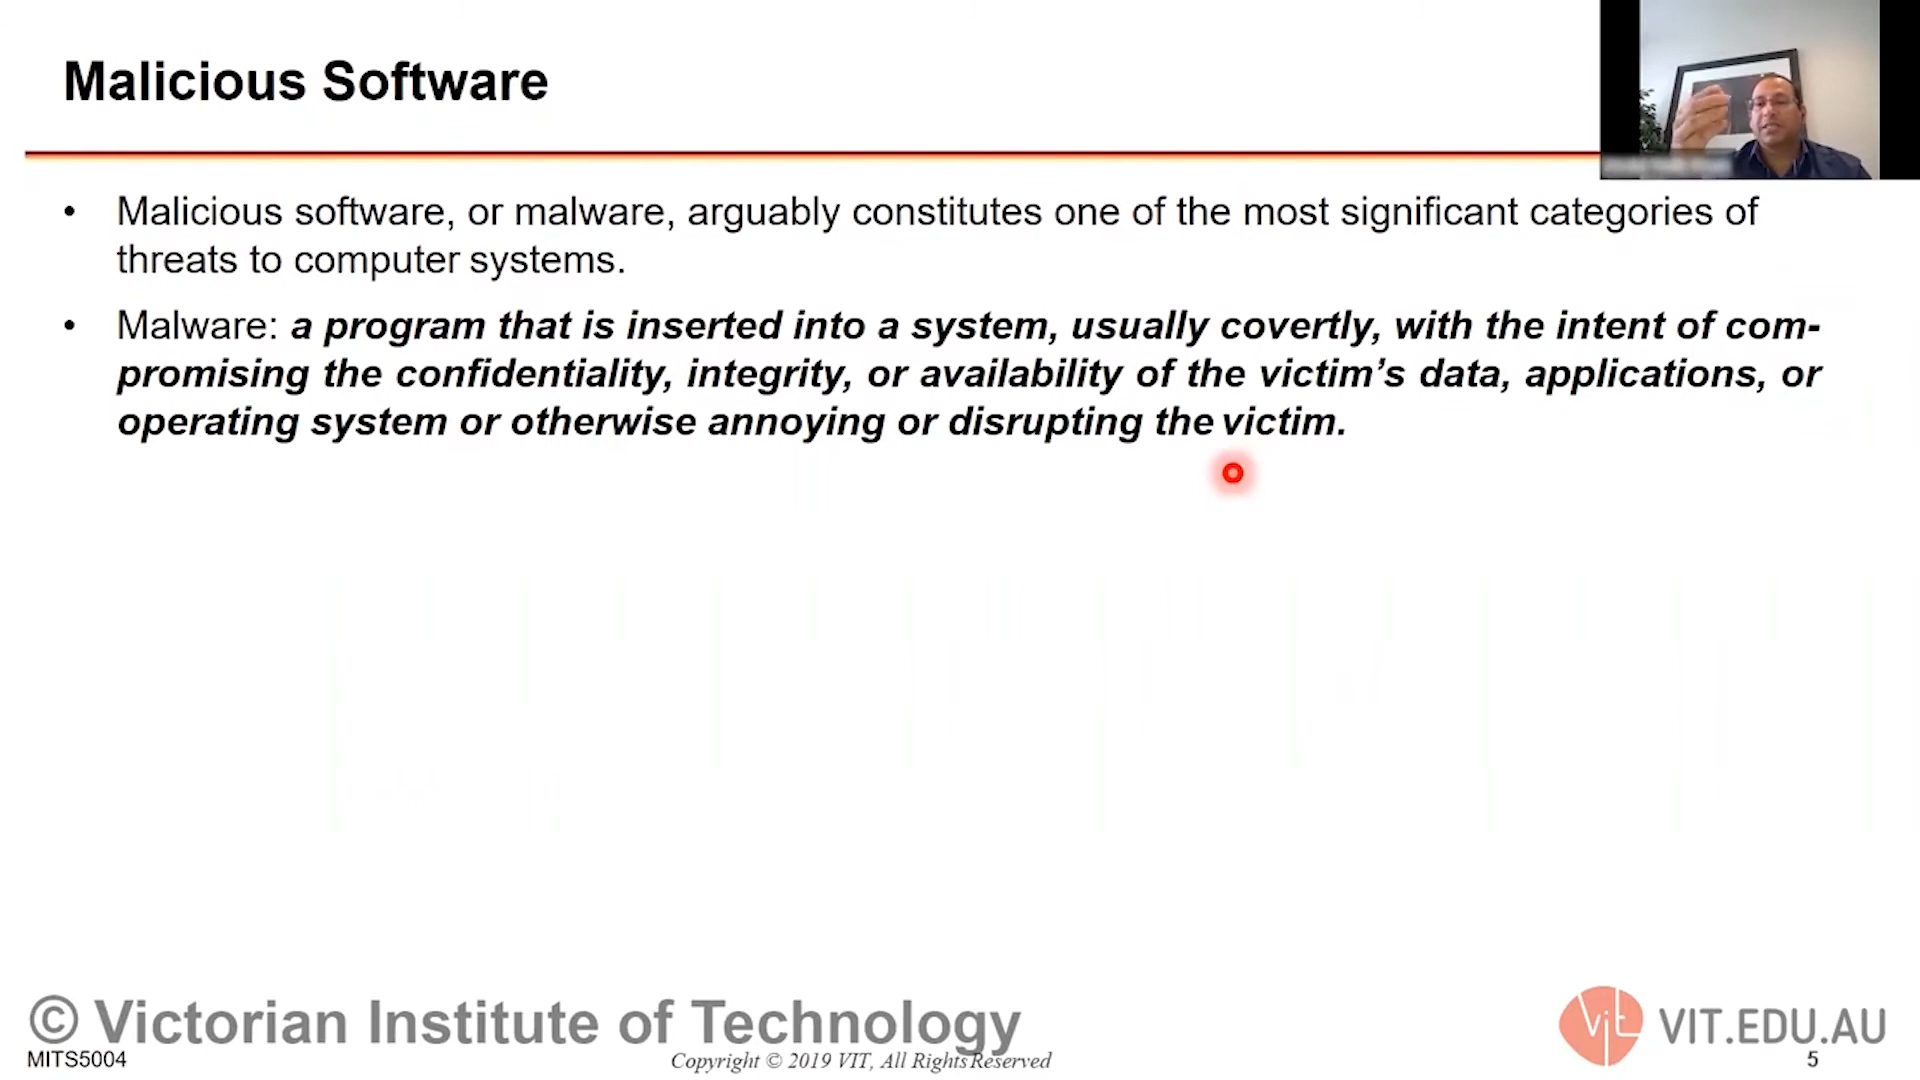 Malicious Software
• Malicious software, or malware, arguably constitutes one of the most significant categories of
threats to computer systems.
• Malware: a program that is inserted into a system, usually covertly, with the intent of com-
promising the confidentiality, integrity, or availability of the victim’s data, applications, or
operating system or otherwise annoying or disrupting the victim.
© Victorian Institute of Technology
MITS5004
Copyright © 2019 VIT, All Rights Reserved
vit VIT.EDU.AU
5